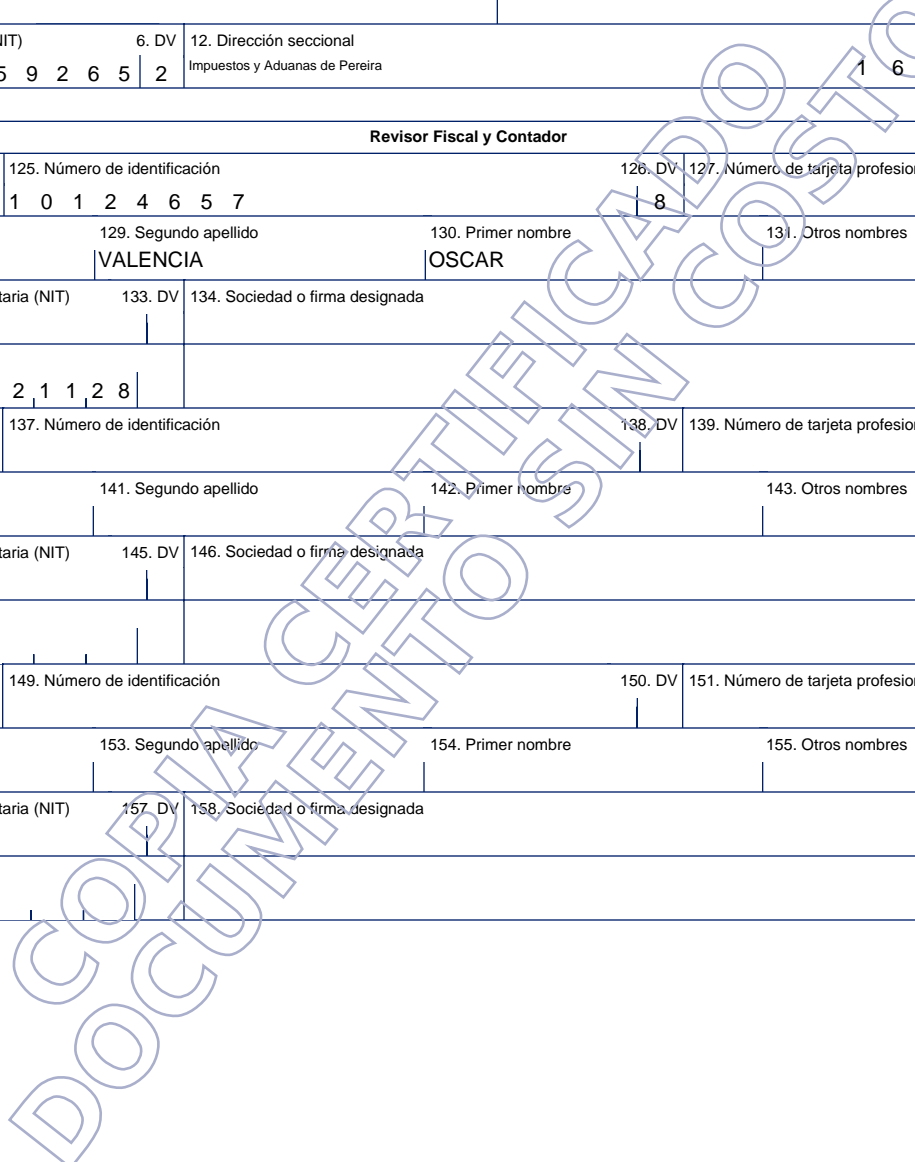 NIT) 6. DV 12. Dirección seccional
5 9 2 6 5 2 Impuestos y Aduanas de Pereira 1 6
Revisor Fiscal y Contador
125. Número de identificación 126. DV 127. Número de tarjeta profesion
1 0 1 2 4 6 5 7 8
129. Segundo apellido 130. Primer nombre 131. Otros nombres
VALENCIA OSCAR
taria (NIT) 133. DV 134. Sociedad o firma designada
2 1 1 2 8
137. Número de identificación 138. DV 139. Número de tarjeta profesion
141. Segundo apellido 142. Primer nombre 143. Otros nombres
taria (NIT) 145. DV 146. Sociedad o firma designada
149. Número de identificación 150. DV 151. Número de tarjeta profesion
153. Segundo apellido 154. Primer nombre 155. Otros nombres
taria (NIT) 157. DV 158. Sociedad o firma designada
COPIA CERTIFICADO
DOCUMENTO SIN COSTO